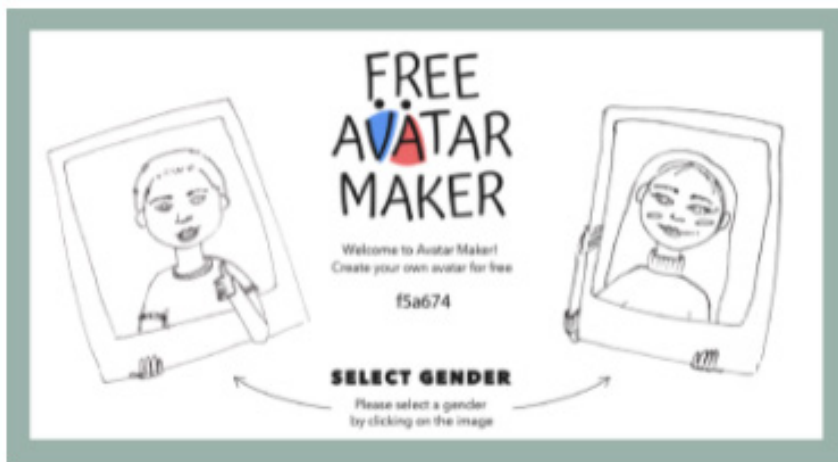 FREE
AVATAR
MAKER
Welcome to Avatar Maker!
Create your own avatar for free
f5a674
SELECT GENDER
Please select a gender
by clicking on the image